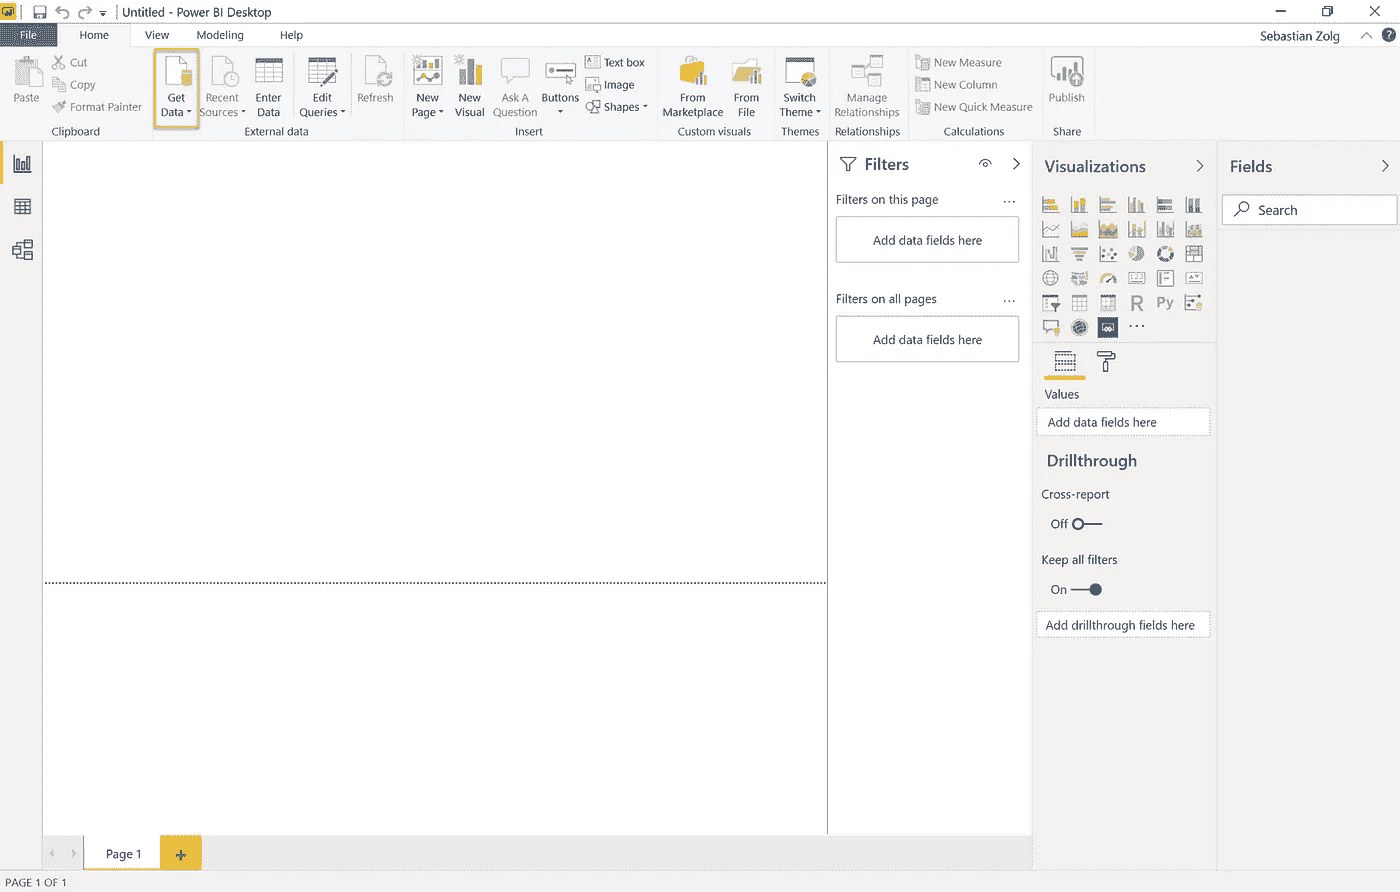 Untitled - Power BI Desktop
File
Home
View
Modeling
Help
Sebastian Zolg
?
Paste
Cut
Copy
Format Painter
Clipboard
Get
Data
Recent
Sources
Enter
Data
Edit
Queries
Refresh
External data
New
Page
New
Visual
Ask A
Question
Buttons
Text box
Image
Shapes
Insert
From
Marketplace
From
File
Custom visuals
Switch
Theme
Themes
Manage
Relationships
Relationships
New Measure
New Column
New Quick Measure
Calculations
Publish
Share
Filters
Filters on this page
...
Add data fields here
Filters on all pages
...
Add data fields here
Visualizations
123
R
Py
...
Values
Add data fields here
Drillthrough
Cross-report
Off
Keep all filters
On
Add drillthrough fields here
Fields
Search
Page 1
PAGE 1 OF 1